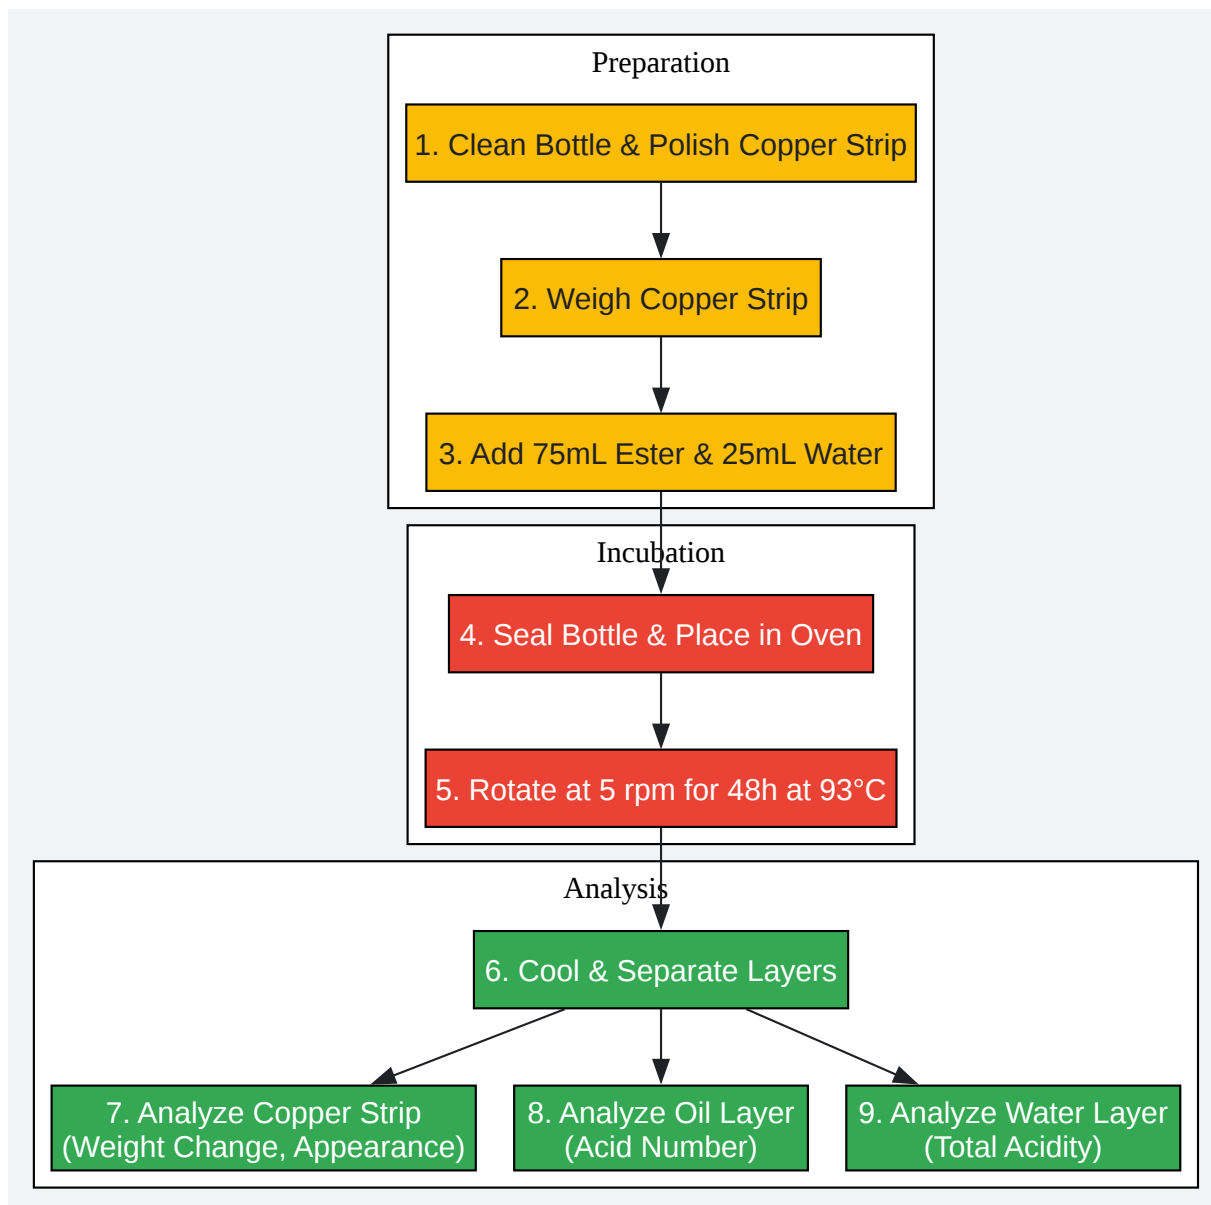 Preparation
1. Clean Bottle & Polish Copper Strip
2. Weigh Copper Strip
3. Add 75mL Ester & 25mL Water
Incubation
4. Seal Bottle & Place in Oven
5. Rotate at 5 rpm for 48h at 93°C
Analysis
6. Cool & Separate Layers
7. Analyze Copper Strip
(Weight Change, Appearance)
8. Analyze Oil Layer
(Acid Number)
9. Analyze Water Layer
(Total Acidity)